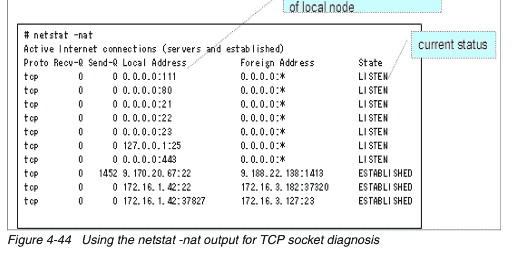 of local node
# netstat -nat
Active Internet connections (servers and established)
current status
Proto Recv-Q Send-Q Local Address Foreign Address State
tcp 0 0 0.0.0.0:111 0.0.0.0:* LISTEN
tcp 0 0 0.0.0.0:80 0.0.0.0:* LISTEN
tcp 0 0 0.0.0.0:21 0.0.0.0:* LISTEN
tcp 0 0 0.0.0.0:22 0.0.0.0:* LISTEN
tcp 0 0 0.0.0.0:23 0.0.0.0:* LISTEN
tcp 0 0 127.0.0.1:25 0.0.0.0:* LISTEN
tcp 0 0 0.0.0.0:443 0.0.0.0:* LISTEN
tcp 0 1452 9.170.20.67:22 9.188.22.138:1413 ESTABLISHED
tcp 0 0 172.16.1.42:22 172.16.3.182:37320 ESTABLISHED
tcp 0 0 172.16.1.42:37827 172.16.3.127:23 ESTABLISHED
Figure 4-44 Using the netstat -nat output for TCP socket diagnosis